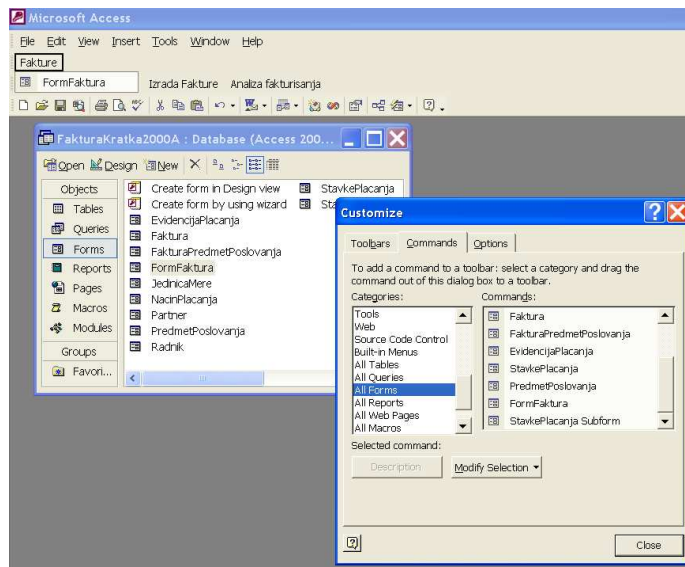 Microsoft Access
File Edit View Insert Tools Window Help
Fakture
FormFaktura Izrada Fakture Analiza fakturisanja
FakturaKratka2000A : Database (Access 200...
Open Design New
Objects
Tables
Queries
Forms
Reports
Pages
Macros
Modules
Groups
Favori...
Create form in Design view
Create form by using wizard
EvidencijaPlacanja
Faktura
FakturaPredmetPoslovanja
FormFaktura
JedinicaMere
NacinPlacanja
Partner
PredmetPoslovanja
Radnik
StavkePlacanja
Customize
Toolbars Commands Options
To add a command to a toolbar: select a category and drag the
command out of this dialog box to a toolbar.
Categories:
Tools
Web
Source Code Control
Built-in Menus
All Tables
All Queries
All Forms
All Reports
All Web Pages
All Macros
Commands:
Faktura
FakturaPredmetPoslovanja
EvidencijaPlacanja
StavkePlacanja
PredmetPoslovanja
FormFaktura
StavkePlacanja Subform
Selected command:
Description Modify Selection
Close